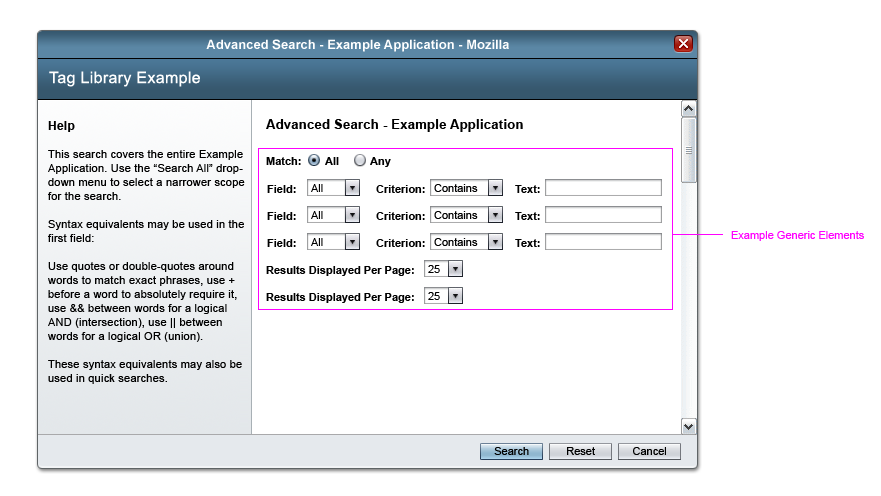 Advanced Search - Example Application - Mozilla
Tag Library Example
Help
This search covers the entire Example
Application. Use the “Search All” drop-
down menu to select a narrower scope
for the search.
Syntax equivalents may be used in the
first field:
Use quotes or double-quotes around
words to match exact phrases, use +
before a word to absolutely require it,
use && between words for a logical
AND (intersection), use || between
words for a logical OR (union).
These syntax equivalents may also be
used in quick searches.
Advanced Search - Example Application
Match: All Any
Field: All Criterion: Contains Text:
Field: All Criterion: Contains Text:
Field: All Criterion: Contains Text:
Results Displayed Per Page: 25
Results Displayed Per Page: 25
Example Generic Elements
Search Reset Cancel